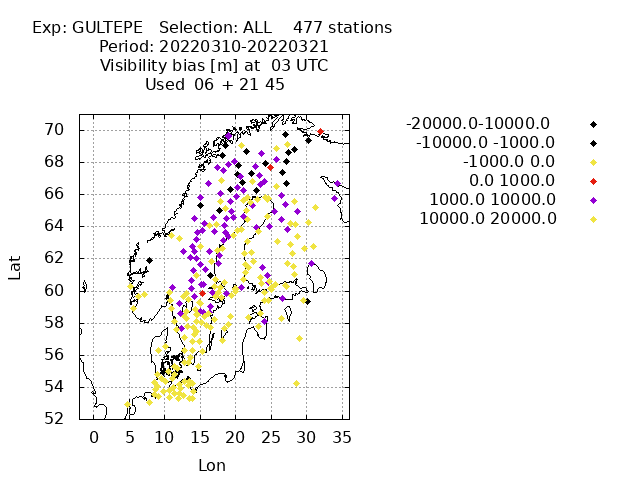 Exp: GULTEPE   Selection: ALL    477 stations
Period: 20220310-20220321
Visibility bias [m] at  03 UTC
Used  06 + 21 45
-20000.0-10000.0
-10000.0 -1000.0
-1000.0 0.0
0.0 1000.0
1000.0 10000.0
10000.0 20000.0
70
68
66
64
62
60
58
56
54
52
Lat
0 5 10 15 20 25 30 35
Lon